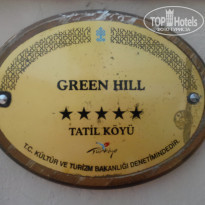 TOP Hotels
GREEN HILL
★★★★★
TATİL KÖYÜ
Türkiye
T.C. KÜLTÜR VE TURİZM BAKANLIĞI DENETİMİNDEDİR.